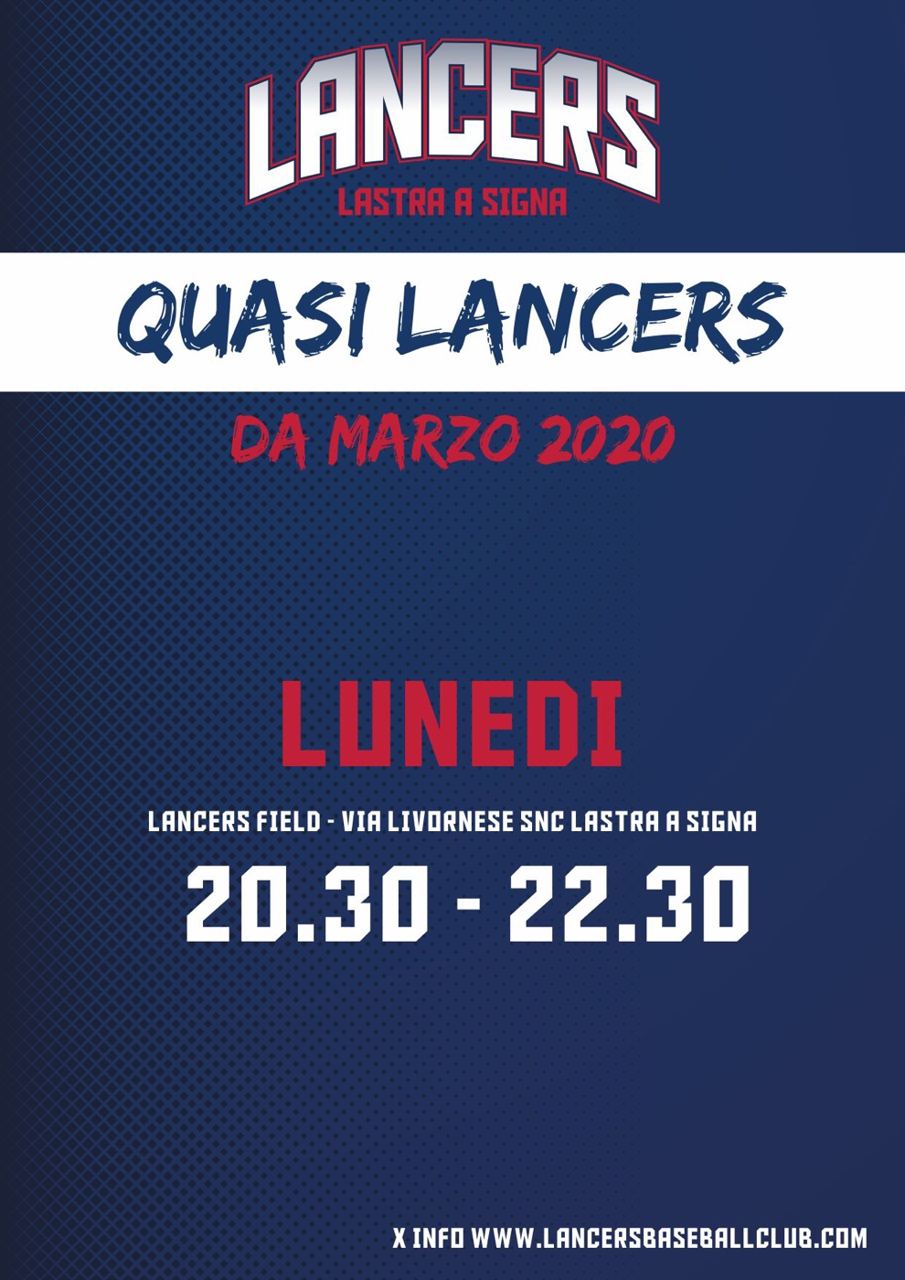 LANCERS
LASTRA A SIGNA
QUASI LANCERS
DA MARZO 2020
LUNEDI
LANCERS FIELD - VIA LIVORNESE SNC LASTRA A SIGNA
20.30 - 22.30
X INFO WWW.LANCERSBASEBALLCLUB.COM